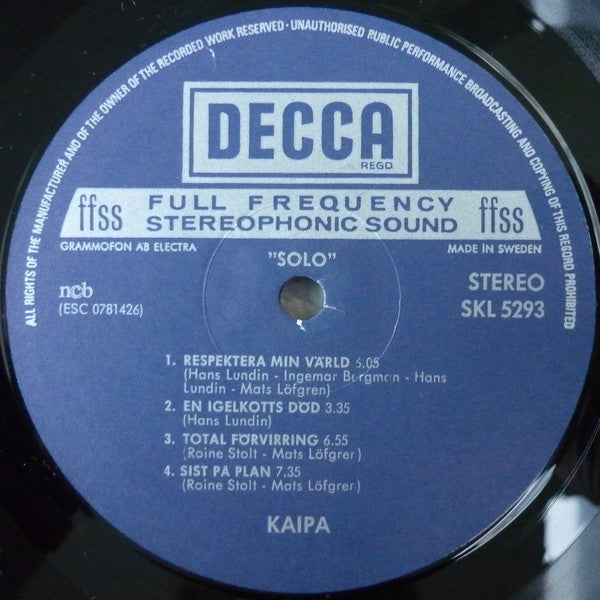 ALL RIGHTS OF THE MANUFACTURER AND OF THE OWNER OF THE RECORDED WORK RESERVED · UNAUTHORISED PUBLIC PERFORMANCE BROADCASTING AND COPYING OF THIS RECORD PROHIBITED
DECCA
REGD.
ffss FULL FREQUENCY ffss
STEREOPHONIC SOUND
GRAMMOFON AB ELECTRA MADE IN SWEDEN
"SOLO"
ncb STEREO
(ESC 0781426) SKL 5293
1. RESPEKTERA MIN VÄRLD 6.05
(Hans Lundin - Ingemar Bergman - Hans
Lundin - Mats Löfgren)
2. EN IGELKOTTS DÖD 3.35
(Hans Lundin)
3. TOTAL FÖRVIRRING 6.55
(Roine Stolt - Mats Löfgren)
4. SIST PÅ PLAN 7.35
(Roine Stolt - Mats Löfgren)
KAIPA